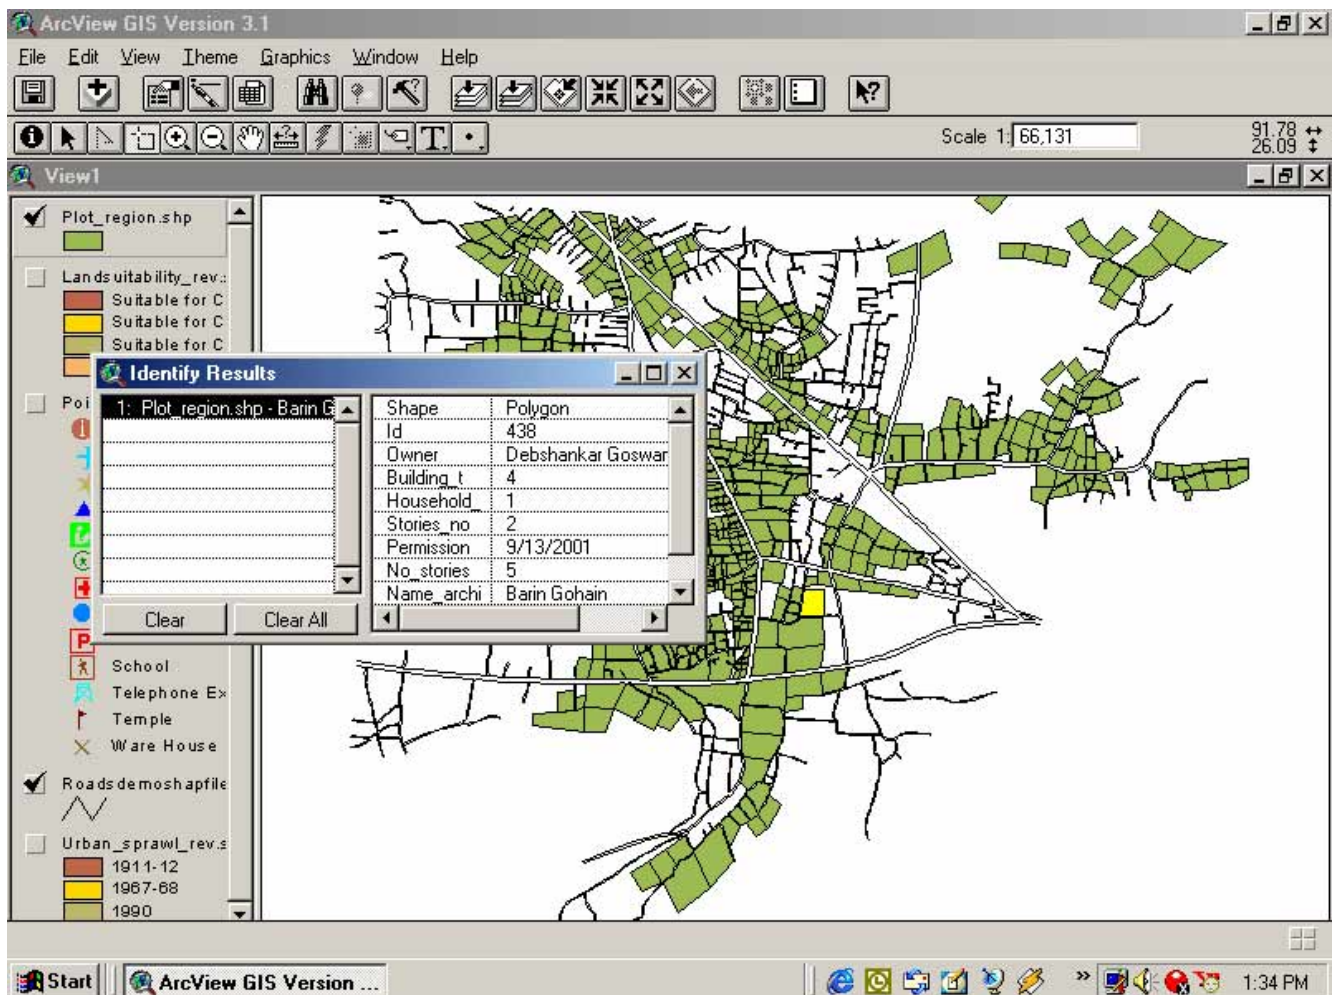 ArcView GIS Version 3.1
File Edit View Theme Graphics Window Help
Scale 1: 66,131
91.78
26.09
View1
Plot_region.shp
Landsuitability_rev.s
Suitable for C
Suitable for C
Suitable for C
Identify Results
1: Plot_region.shp - Barin G
Shape Polygon
Id 438
Owner Debshankar Goswar
Building_t 4
Household_ 1
Stories_no 2
Permission 9/13/2001
No_stories 5
Name_archi Barin Gohain
Clear Clear All
Poi
P
School
Telephone Ex
Temple
Ware House
Roadsdemoshapfile
Urban_sprawl_rev.s
1911-12
1967-68
1990
Start ArcView GIS Version ... 1:34 PM